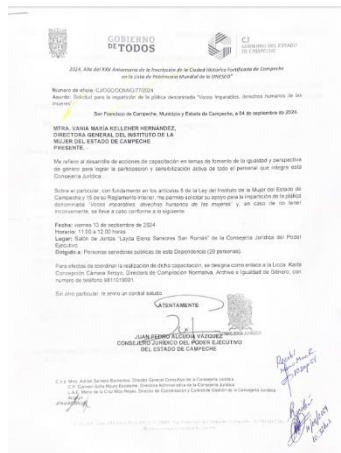 GOBIERNO
DE TODOS
CJ
CONSEJERÍA JURÍDICA
GOBIERNO DEL ESTADO
DE CAMPECHE
2024, Año del XXV Aniversario de la Inscripción de la Ciudad Histórica Fortificada de Campeche
en la Lista de Patrimonio Mundial de la UNESCO"
Número de oficio:
Asunto: Solicitud para la impartición de la plática denominada "Voces imparables, derechos humanos de las
mujeres"
San Francisco de Campeche, Municipio y Estado de Campeche, a 04 de septiembre de 2024.
MTRA. VANIA MARÍA KELLEHER HERNÁNDEZ,
DIRECTORA GENERAL DEL INSTITUTO DE LA
MUJER DEL ESTADO DE CAMPECHE
PRESENTE. -
Me refiero al desarrollo de acciones de capacitación en temas de fomento de la igualdad y perspectiva
de género para lograr la participación y sensibilización activa de todo el personal que integra esta
Consejería Jurídica.
Sobre el particular, con fundamento en los artículos 6 de la Ley del Instituto de la Mujer del Estado de
Campeche y 15 de su Reglamento Interior, me permito solicitar su apoyo para la impartición de la plática
denominada "Voces imparables, derechos humanos de las mujeres" y, en caso de no tener
inconveniente, se lleve a cabo conforme a lo siguiente:
Fecha: viernes 13 de septiembre de 2024
Horario: 11:00 a 12:00 horas
Lugar: Salón de Juntas "Layda Elena Sansores San Román" de la Consejería Jurídica del Poder
Ejecutivo.
Dirigido a: Personas servidoras públicas de esta Dependencia (20 personas).
Para efectos de coordinar la realización de dicha capacitación, se designa como enlace a la Licda. Karla
Concepción Cámara Arroyo, Directora de Compilación Normativa, Archivo e Igualdad de Género, con
número de teléfono 9811019091.
Sin otro particular, le envío un cordial saludo.
ATENTAMENTE
JUAN PEDRO ALCUDIA VÁZQUEZ
CONSEJERO JURÍDICO DEL PODER EJECUTIVO
DEL ESTADO DE CAMPECHE